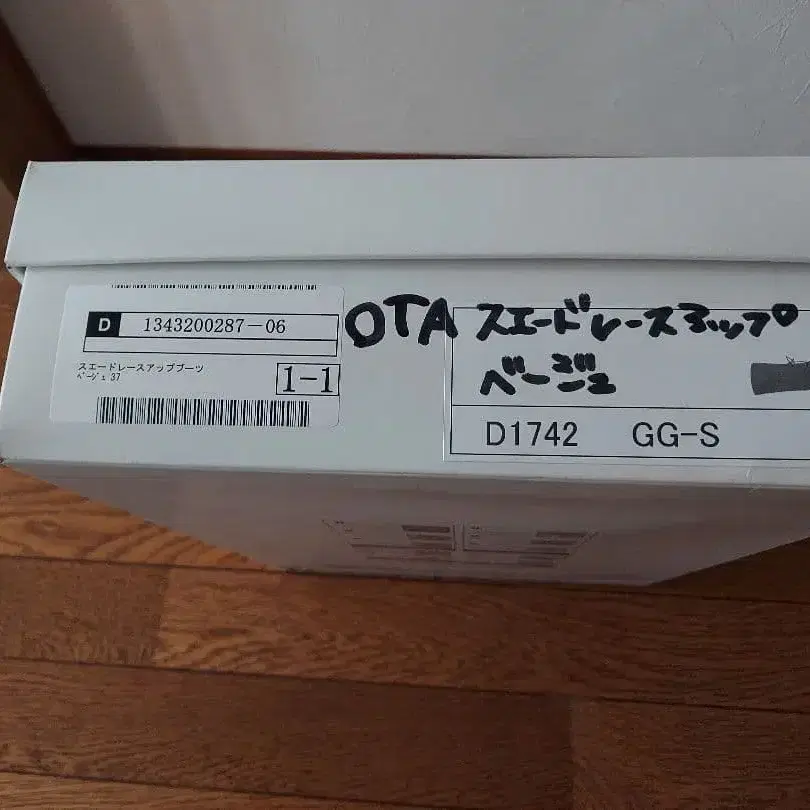 D 1343200287-06
スエードレースアップブーツ
ベージュ 37
1-1
OTA スエードレースアップ
ベージュ
D1742 GG-S